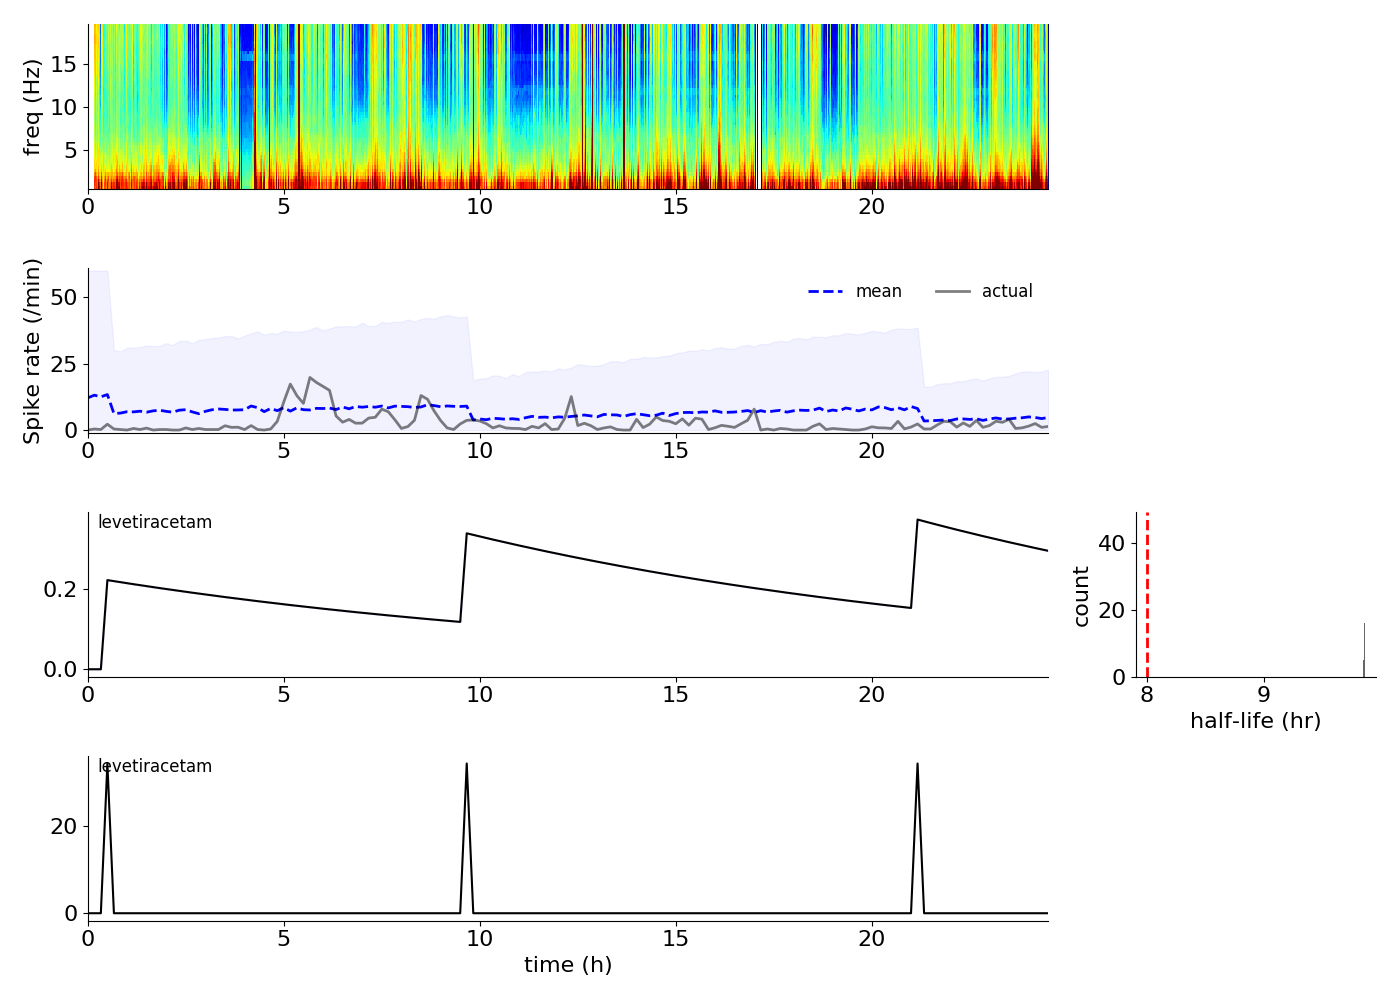 freq (Hz)
15
10
5
0 5 10 15 20
Spike rate (/min)
50
25
0
mean actual
0 5 10 15 20
levetiracetam
0.2
0.0
0 5 10 15 20
count
40
20
0
8 9
half-life (hr)
levetiracetam
20
0
0 5 10 15 20
time (h)